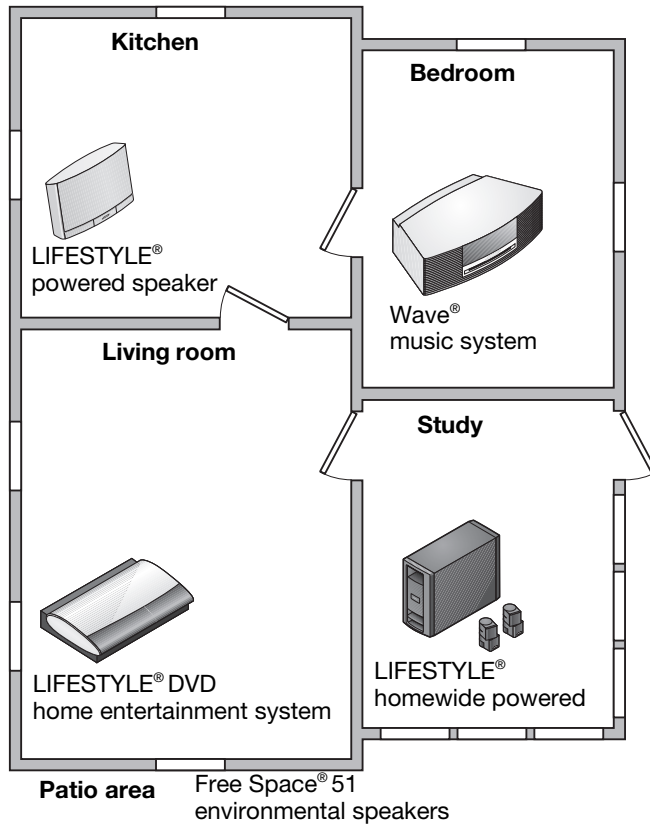 Kitchen
LIFESTYLE®
powered speaker
Bedroom
Wave®
music system
Living room
LIFESTYLE® DVD
home entertainment system
Study
LIFESTYLE®
homewide powered
Patio area
Free Space® 51
environmental speakers